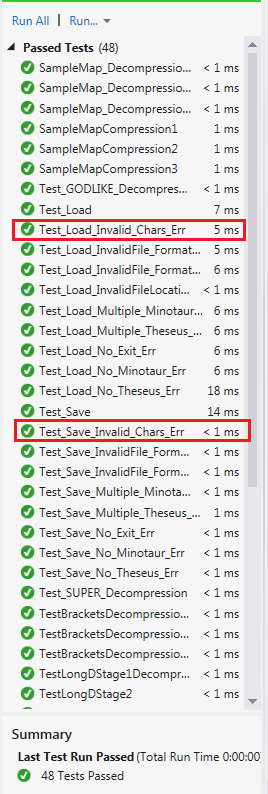 Run All | Run...
Passed Tests (48)
SampleMap_Decompressio... < 1 ms
SampleMap_Decompressio... < 1 ms
SampleMap_Decompressio... < 1 ms
SampleMapCompression1 < 1 ms
SampleMapCompression2 < 1 ms
SampleMapCompression3 < 1 ms
Test_GODLIKE_Decompres... < 1 ms
Test_Load 7 ms
Test_Load_Invalid_Chars_Err 5 ms
Test_Load_InvalidFile_Format... 5 ms
Test_Load_InvalidFile_Format... 6 ms
Test_Load_InvalidFileLocati... < 1 ms
Test_Load_Multiple_Minotaur... 6 ms
Test_Load_Multiple_Theseus_... 6 ms
Test_Load_No_Exit_Err 6 ms
Test_Load_No_Minotaur_Err 6 ms
Test_Load_No_Theseus_Err 18 ms
Test_Save 14 ms
Test_Save_Invalid_Chars_Err < 1 ms
Test_Save_InvalidFile_Form... < 1 ms
Test_Save_InvalidFile_Form... < 1 ms
Test_Save_Multiple_Minota... < 1 ms
Test_Save_Multiple_Theseus_... < 1 ms
Test_Save_No_Exit_Err < 1 ms
Test_Save_No_Minotaur_Err < 1 ms
Test_Save_No_Theseus_Err < 1 ms
Test_SUPER_Decompression < 1 ms
TestBracketsDecompressio... < 1 ms
TestBracketsDecompressio... < 1 ms
TestBracketsDecompressio... < 1 ms
TestLongDStage1Decompr... < 1 ms
TestLongDStage2 < 1 ms
Summary
Last Test Run Passed (Total Run Time 0:00:00)
48 Tests Passed